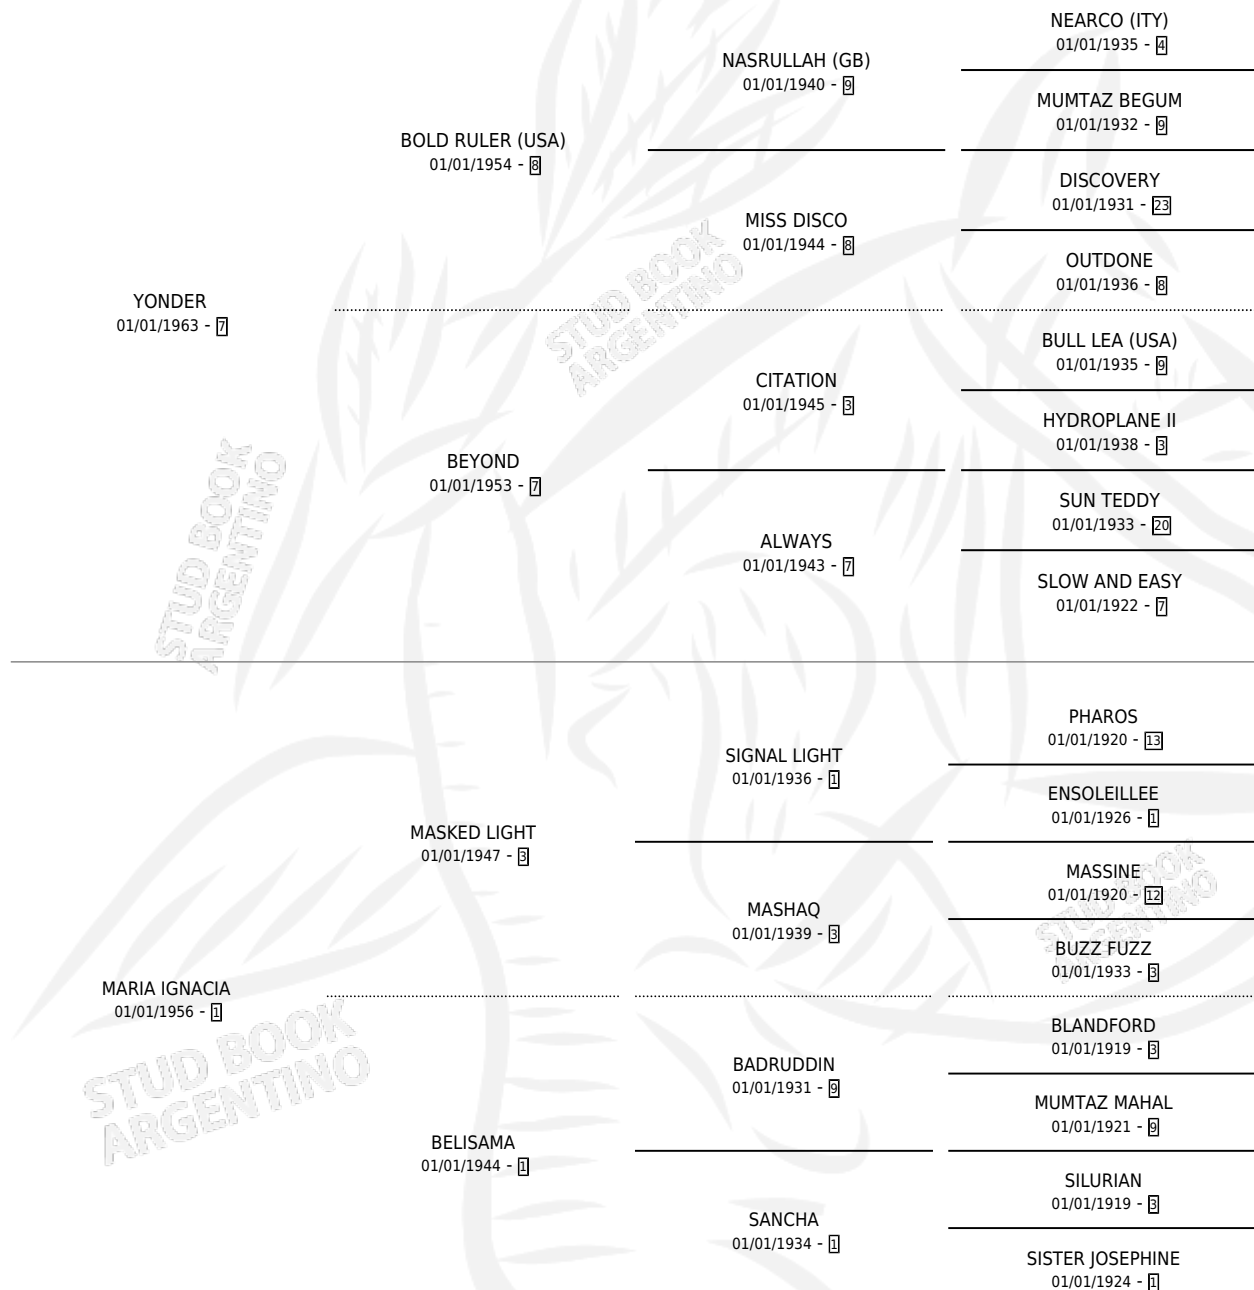 NEARCO (ITY)
01/01/1935 - 4
NASRULLAH (GB)
01/01/1940 - 9
MUMTAZ BEGUM
01/01/1932 - 9
BOLD RULER (USA)
01/01/1954 - 8
DISCOVERY
01/01/1931 - 23
MISS DISCO
01/01/1944 - 8
OUTDONE
01/01/1936 - 8
YONDER
01/01/1963 - 7
BULL LEA (USA)
01/01/1935 - 9
CITATION
01/01/1945 - 3
HYDROPLANE II
01/01/1938 - 3
BEYOND
01/01/1953 - 7
SUN TEDDY
01/01/1933 - 20
ALWAYS
01/01/1943 - 7
SLOW AND EASY
01/01/1922 - 7
PHAROS
01/01/1920 - 13
SIGNAL LIGHT
01/01/1936 - 1
ENSOLEILLEE
01/01/1926 - 1
MASKED LIGHT
01/01/1947 - 3
MASSINE
01/01/1920 - 12
MASHAQ
01/01/1939 - 3
BUZZ FUZZ
01/01/1933 - 3
MARIA IGNACIA
01/01/1956 - 1
BLANDFORD
01/01/1919 - 3
BADRUDDIN
01/01/1931 - 9
MUMTAZ MAHAL
01/01/1921 - 9
BELISAMA
01/01/1944 - 1
SILURIAN
01/01/1919 - 3
SANCHA
01/01/1934 - 1
SISTER JOSEPHINE
01/01/1924 - 1
STUD BOOK
ARGENTINO
STUD BOOK
ARGENTINO
STUD BOOK
ARGENTINO
STUD BOOK
ARGENTINO